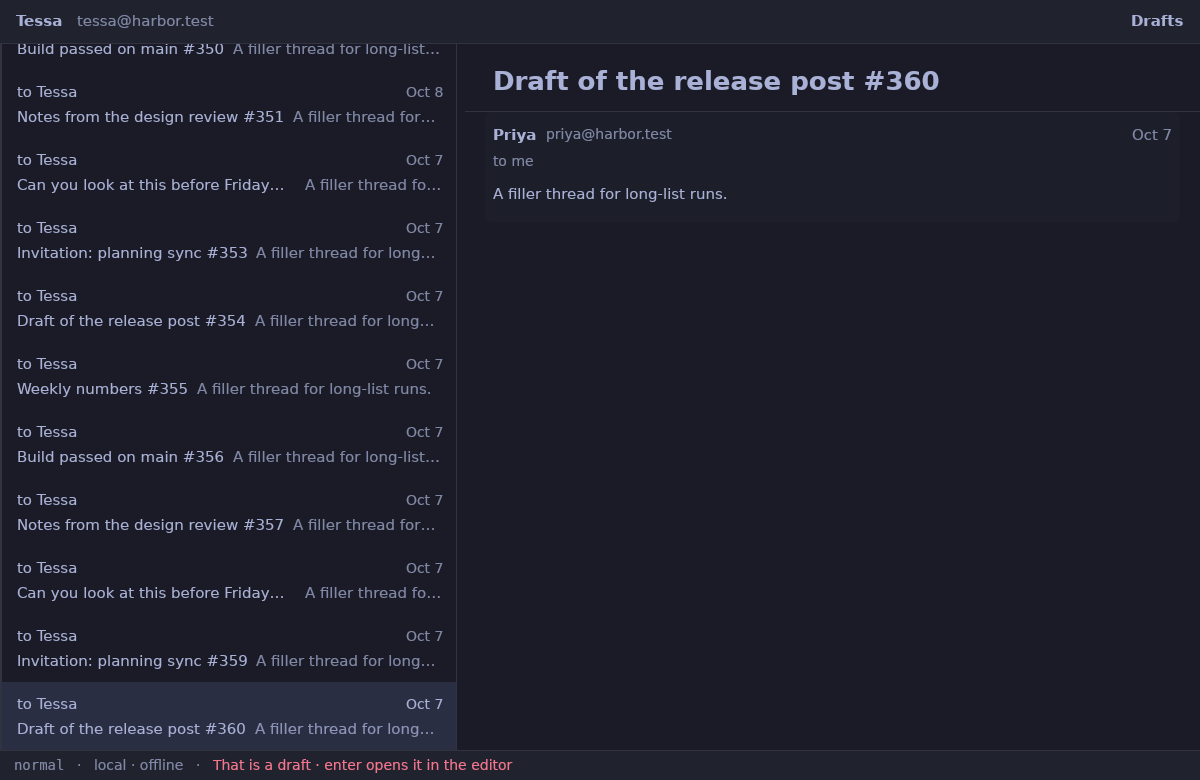 Tessa tessa@harbor.test Drafts
Build passed on main #350 A filler thread for long-list…
to Tessa Oct 8
Notes from the design review #351 A filler thread for…
to Tessa Oct 7
Can you look at this before Friday… A filler thread fo…
to Tessa Oct 7
Invitation: planning sync #353 A filler thread for long…
to Tessa Oct 7
Draft of the release post #354 A filler thread for long…
to Tessa Oct 7
Weekly numbers #355 A filler thread for long-list runs.
to Tessa Oct 7
Build passed on main #356 A filler thread for long-list…
to Tessa Oct 7
Notes from the design review #357 A filler thread for…
to Tessa Oct 7
Can you look at this before Friday… A filler thread fo…
to Tessa Oct 7
Invitation: planning sync #359 A filler thread for long…
to Tessa Oct 7
Draft of the release post #360 A filler thread for long…
Draft of the release post #360
Priya priya@harbor.test Oct 7
to me
A filler thread for long-list runs.
normal · local · offline · That is a draft · enter opens it in the editor